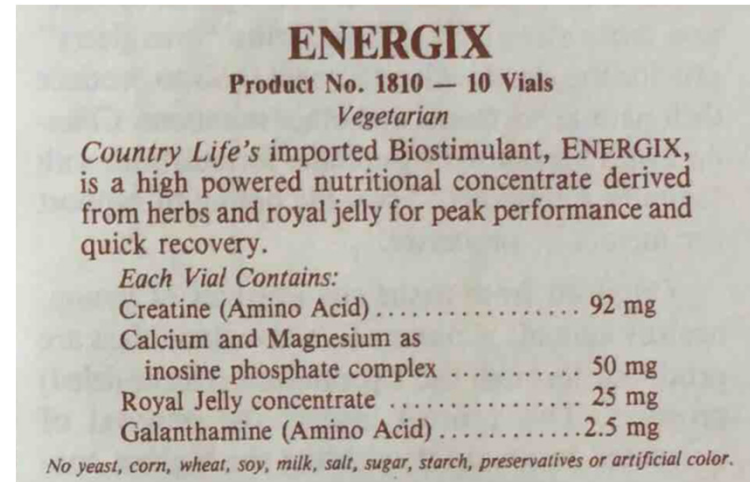 ENERGIX
Product No. 1810 — 10 Vials
Vegetarian
Country Life's imported Biostimulant, ENERGIX,
is a high powered nutritional concentrate derived
from herbs and royal jelly for peak performance and
quick recovery.
Each Vial Contains:
Creatine (Amino Acid) .................. 92 mg
Calcium and Magnesium as
inosine phosphate complex ............ 50 mg
Royal Jelly concentrate ................. 25 mg
Galanthamine (Amino Acid) ............ 2.5 mg
No yeast, corn, wheat, soy, milk, salt, sugar, starch, preservatives or artificial color.